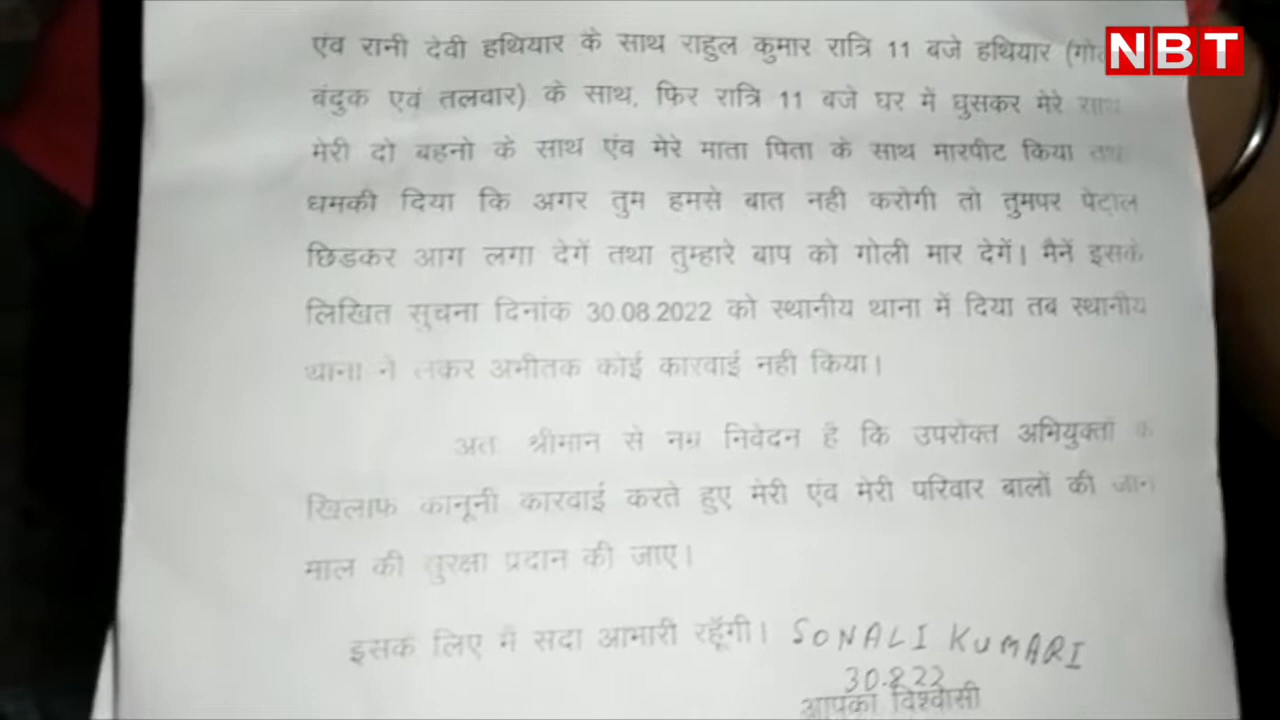 NBT
एंव रानी देवी हथियार के साथ राहुल कुमार रात्रि 11 बजे हथियार
बंदुक एवं तलवार) के साथ, फिर रात्रि 11 बजे घर में घुसकर मेरे साथ
मेरी दो बहनो के साथ एंव मेरे माता पिता के साथ मारपीट किया
धमकी दिया कि अगर तुम हमसे बात नही करोगी तो तुमपर पेट्रोल
छिडकर आग लगा देगें तथा तुम्हारे बाप को गोली मार देगें। मैनें इसके
लिखित सुचना दिनांक 30.08.2022 को स्थानीय थाना में दिया तब स्थानीय
थाना ने लेकर अभीतक कोई कारवाई नही किया।
अत श्रीमान से नम्र निवेदन है कि उपरोक्त अभियुक्तो के
खिलाफ कानूनी कारवाई करते हुए मेरी एंव मेरी परिवार बालों की जान
माल की सुरक्षा प्रदान की जाए।
इसके लिए मै सदा आभारी रहूँगी। SONALI KUMARI
30.8.22
आपका विश्वासी